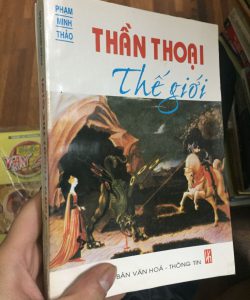 PHẠM
MINH
THẢO
THẦN THOẠI
Thế giới
BẢN VĂN HOÁ - THÔNG TIN